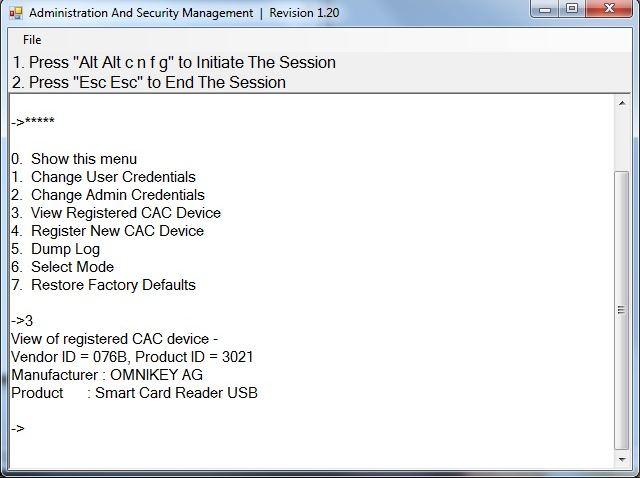 Administration And Security Management | Revision 1.20
File
1. Press "Alt Alt c n f g" to Initiate The Session
2. Press "Esc Esc" to End The Session
->*****
0. Show this menu
1. Change User Credentials
2. Change Admin Credentials
3. View Registered CAC Device
4. Register New CAC Device
5. Dump Log
6. Select Mode
7. Restore Factory Defaults
->3
View of registered CAC device -
Vendor ID = 076B, Product ID = 3021
Manufacturer : OMNIKEY AG
Product : Smart Card Reader USB
->